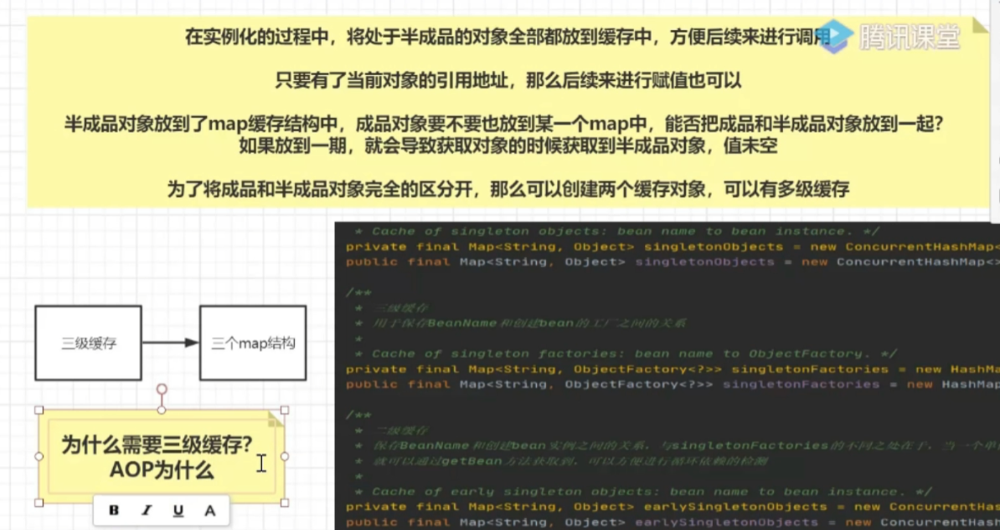 在实例化的过程中，将处于半成品的对象全部都放到缓存中，方便后续来进行调用
腾讯课堂
只要有了当前对象的引用地址，那么后续来进行赋值也可以
半成品对象放到了map缓存结构中，成品对象要不要也放到某一个map中，能否把成品和半成品对象放到一起？
如果放到一期，就会导致获取对象的时候获取到半成品对象，值未空
为了将成品和半成品对象完全的区分开，那么可以创建两个缓存对象，可以有多级缓存
三级缓存
三个map结构
为什么需要三级缓存？
AOP为什么
B I U A
* Cache of singleton objects: bean name to bean instance. */
private final Map<String, Object> singletonObjects = new ConcurrentHashMap<
public final Map<String, Object> singletonObjects = new ConcurrentHashMap<>
/**
* 三级缓存
* 用于保存BeanName和创建bean的工厂之间的关系
*
* Cache of singleton factories: bean name to ObjectFactory. */
private final Map<String, ObjectFactory<?>> singletonFactories = new HashMa
public final Map<String, ObjectFactory<?>> singletonFactories = new HashMap
/**
* 二级缓存
* 保存BeanName和创建bean实例之间的关系，与singletonFactories的不同之处在于，当一个单
* 就可以通过getBean方法获取到，可以方便进行循环依赖的检测
*
* Cache of early singleton objects: bean name to bean instance. */
private final Map<String, Object> earlySingletonObjects = new ConcurrentHas
public final Map<String, Object> earlySingletonObjects = new ConcurrentHash